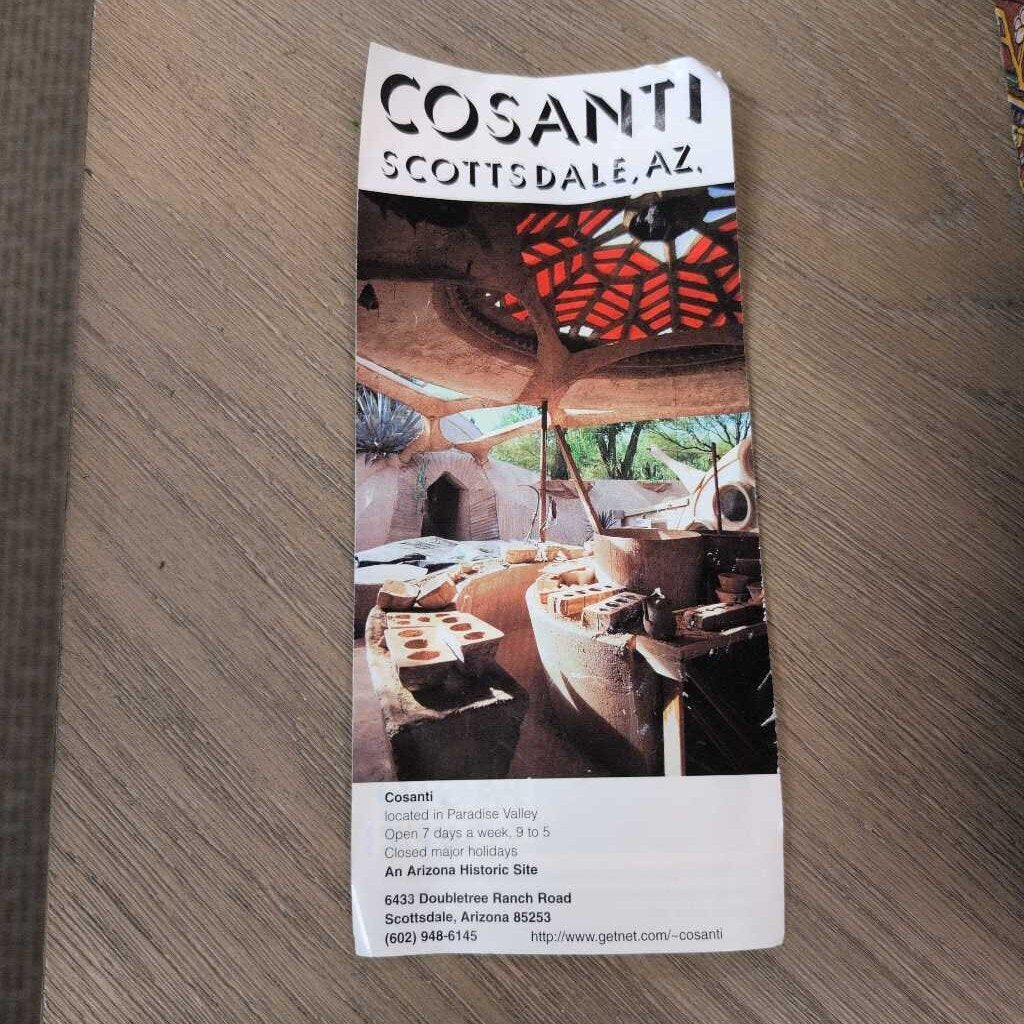 COSANTI
SCOTTSDALE, AZ.
Cosanti
located in Paradise Valley
Open 7 days a week, 9 to 5
Closed major holidays
An Arizona Historic Site
6433 Doubletree Ranch Road
Scottsdale, Arizona 85253
(602) 948-6145 http://www.getnet.com/~cosanti